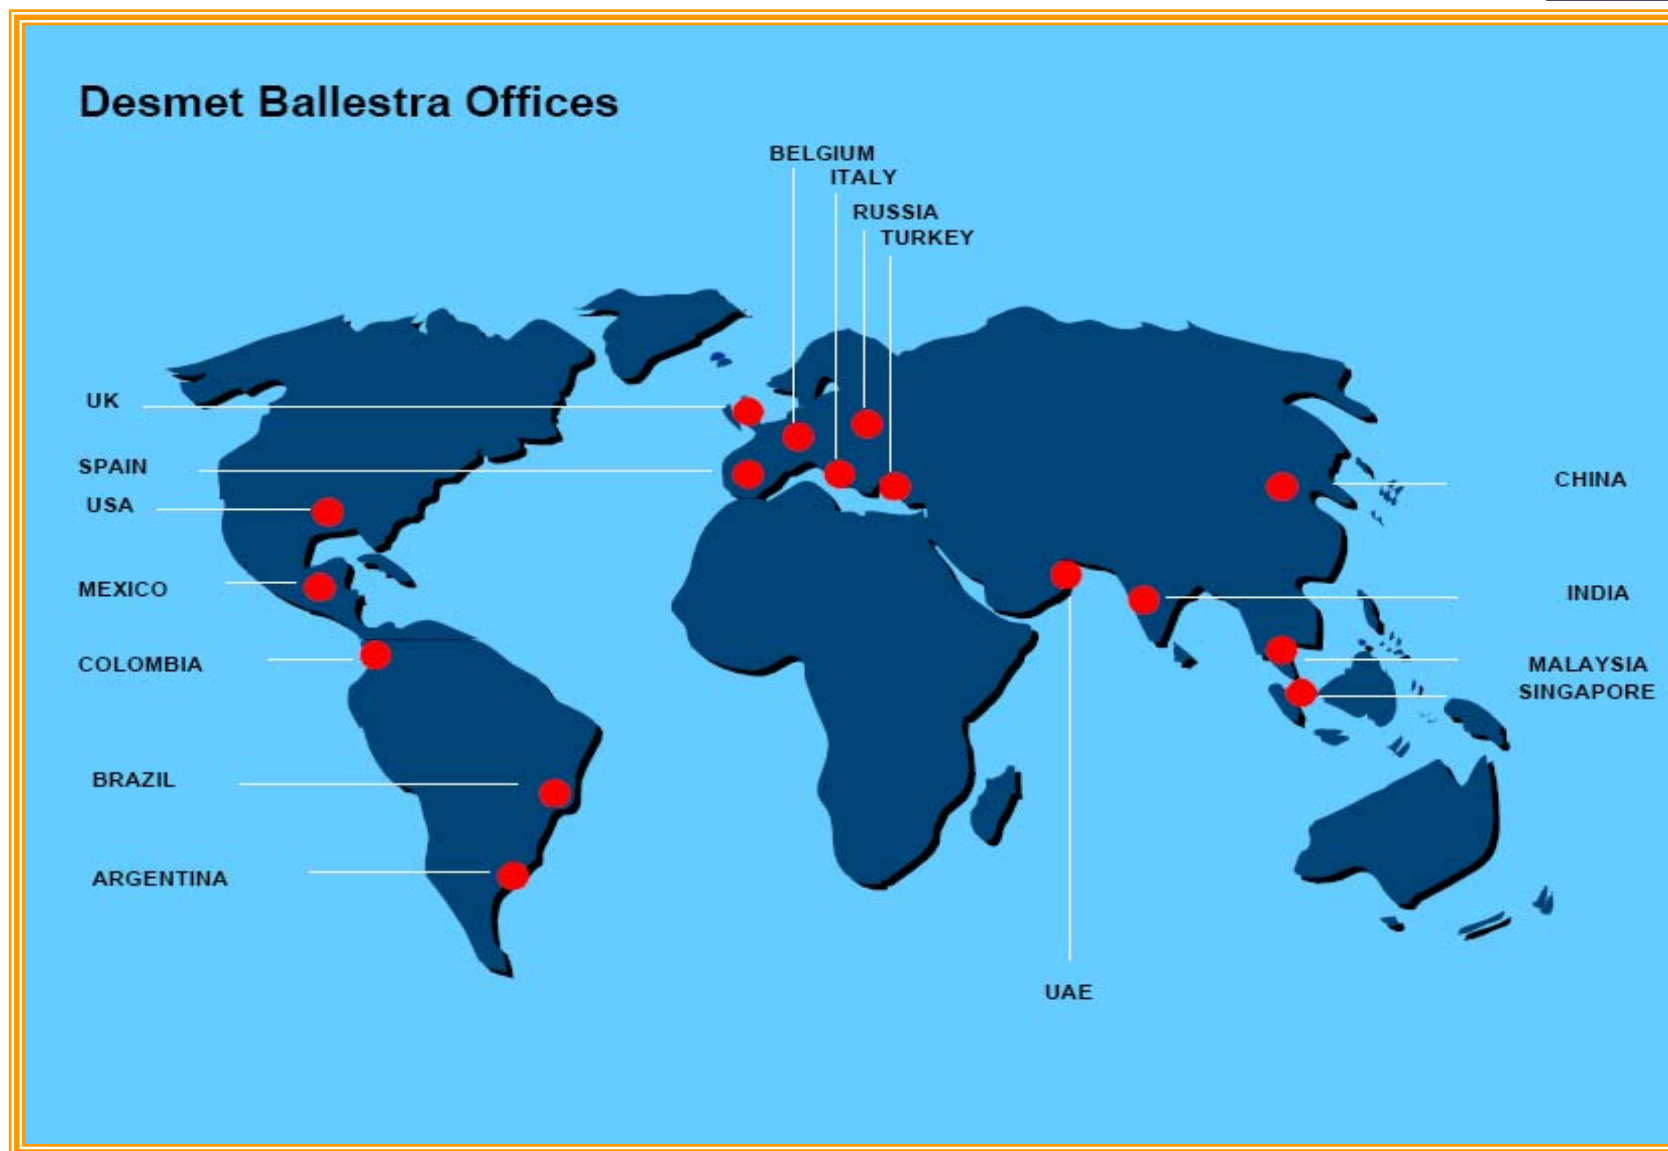 Desmet Ballestra Offices
BELGIUM
ITALY
RUSSIA
TURKEY
UK
SPAIN
USA
MEXICO
COLOMBIA
BRAZIL
ARGENTINA
CHINA
INDIA
MALAYSIA
SINGAPORE
UAE